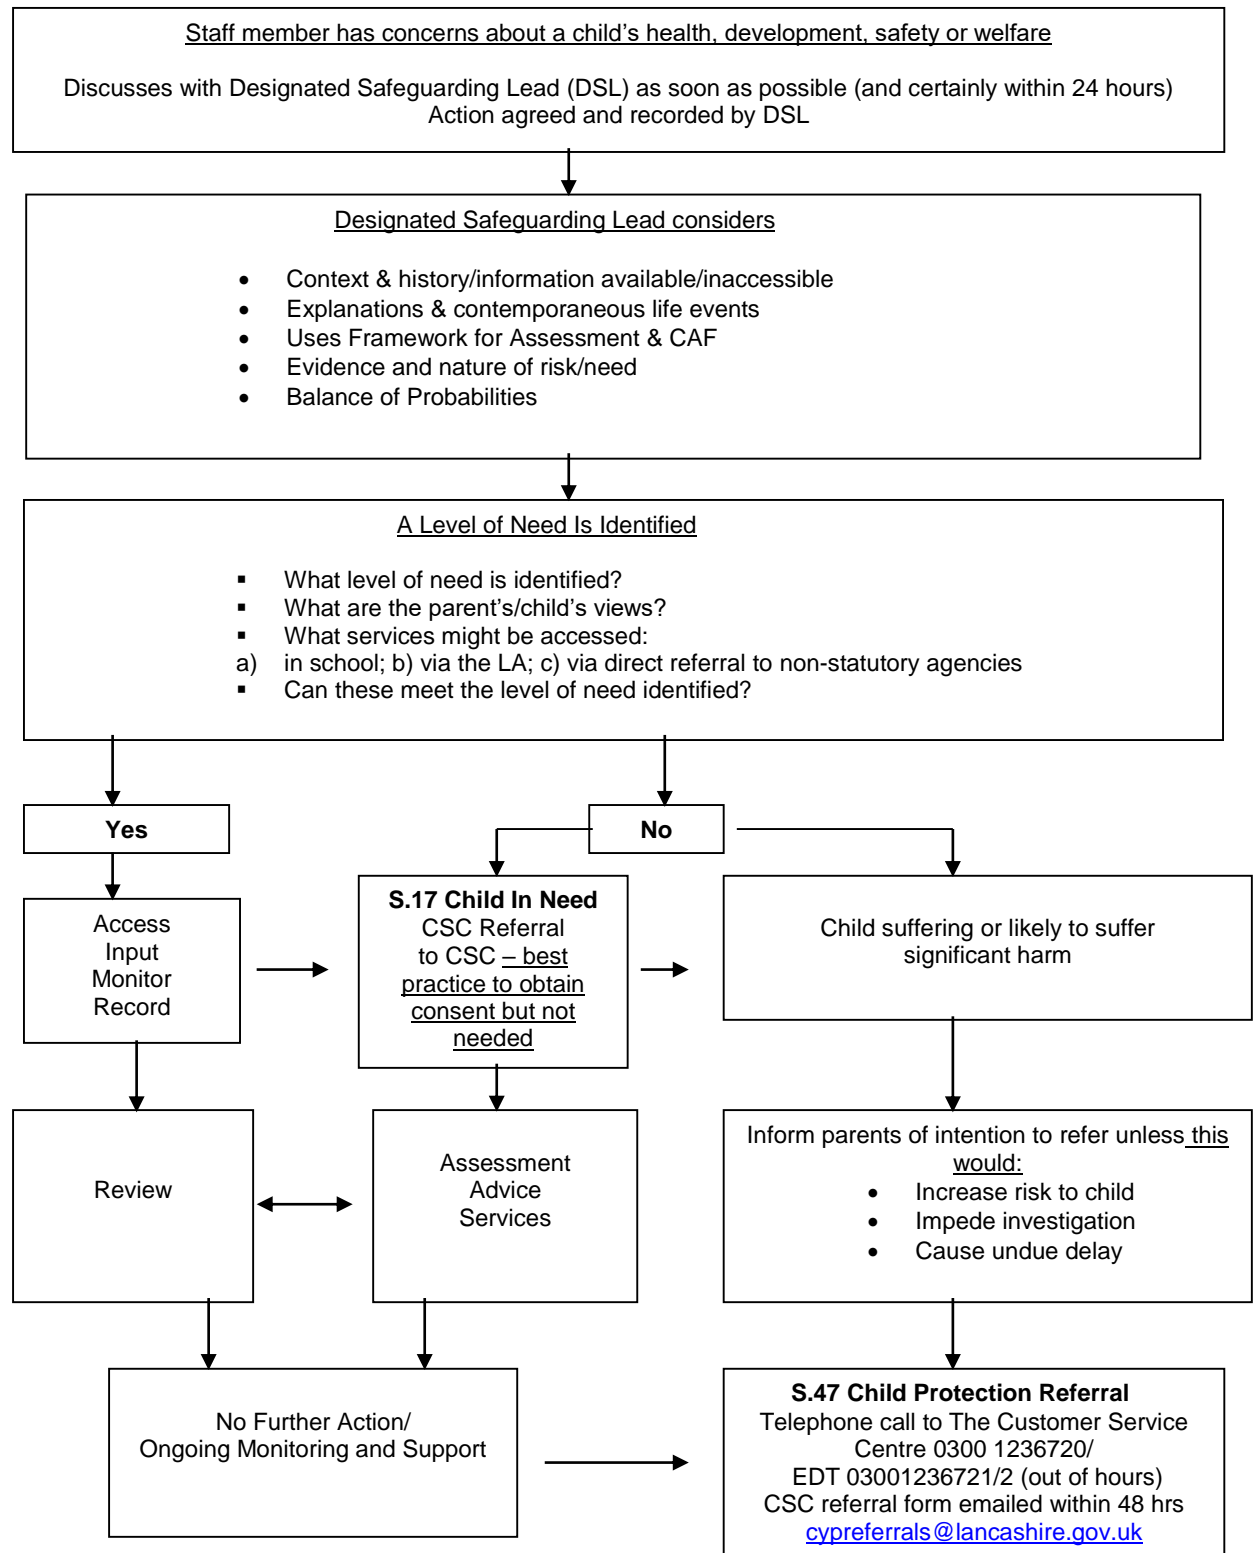 Staff member has concerns about a child’s health, development, safety or welfare
Discusses with Designated Safeguarding Lead (DSL) as soon as possible (and certainly within 24 hours)
Action agreed and recorded by DSL
Designated Safeguarding Lead considers
• Context & history/information available/inaccessible
• Explanations & contemporaneous life events
• Uses Framework for Assessment & CAF
• Evidence and nature of risk/need
• Balance of Probabilities
A Level of Need Is Identified
▪ What level of need is identified?
▪ What are the parent’s/child’s views?
▪ What services might be accessed:
a) in school; b) via the LA; c) via direct referral to non-statutory agencies
▪ Can these meet the level of need identified?
Yes
No
Access
Input
Monitor
Record
S.17 Child In Need
CSC Referral
to CSC – best
practice to obtain
consent but not
needed
Child suffering or likely to suffer
significant harm
Review
Assessment
Advice
Services
Inform parents of intention to refer unless this
would:
• Increase risk to child
• Impede investigation
• Cause undue delay
No Further Action/
Ongoing Monitoring and Support
S.47 Child Protection Referral
Telephone call to The Customer Service
Centre 0300 1236720/
EDT 03001236721/2 (out of hours)
CSC referral form emailed within 48 hrs
cypreferrals@lancashire.gov.uk